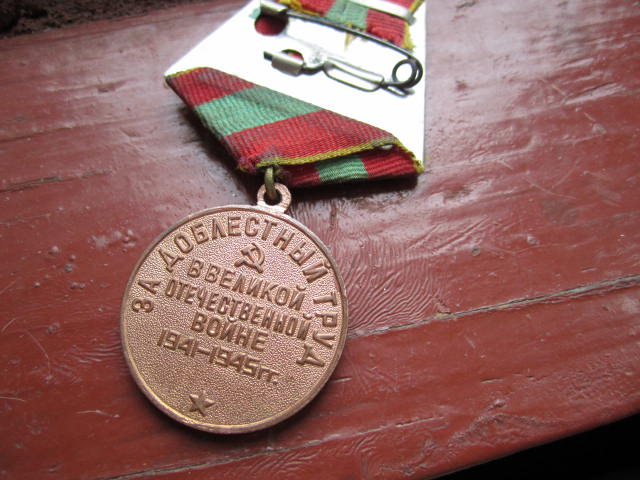 ЗА ДОБЛЕСТНЫЙ ТРУД
В ВЕЛИКОЙ
ОТЕЧЕСТВЕННОЙ
ВОЙНЕ
1941-1945 ГГ.